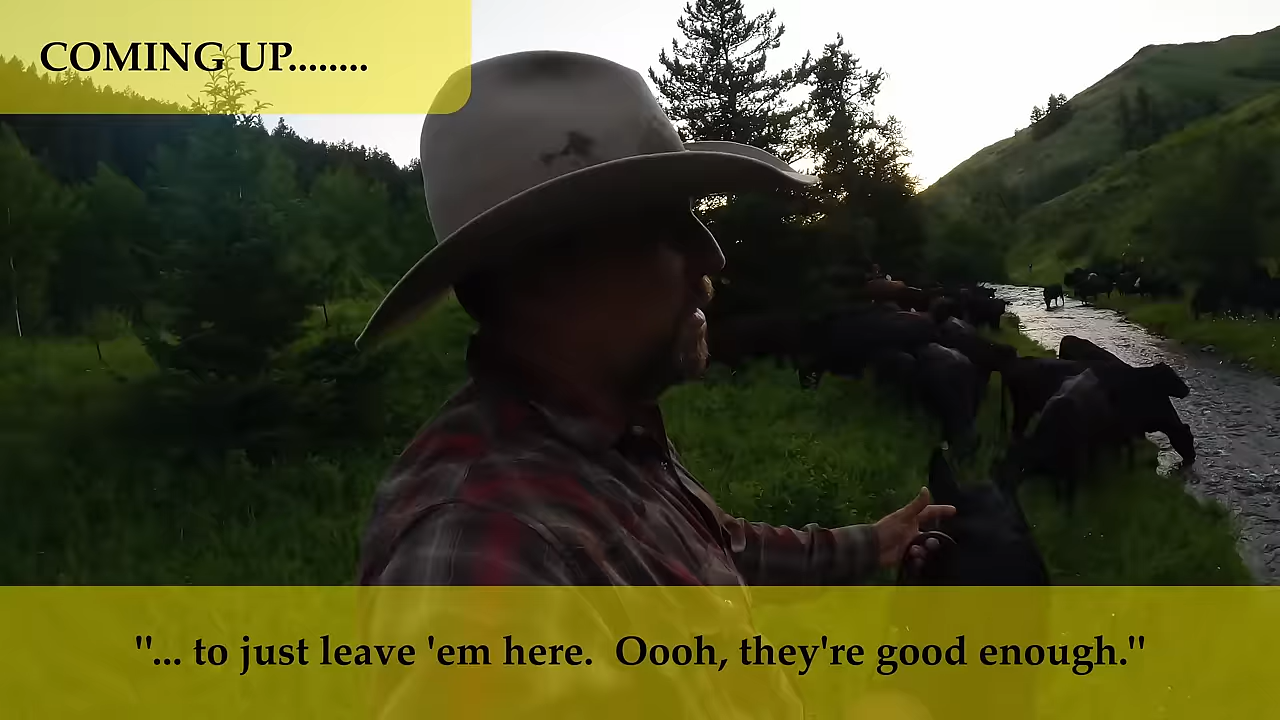 COMING UP........
"... to just leave 'em here.  Oooh, they're good enough."